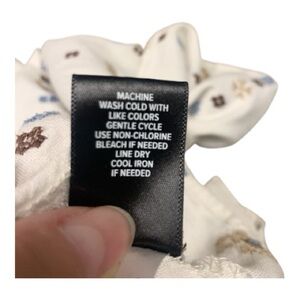 MACHINE
WASH COLD WITH
LIKE COLORS
GENTLE CYCLE
USE NON-CHLORINE
BLEACH IF NEEDED
LINE DRY
COOL IRON
IF NEEDED